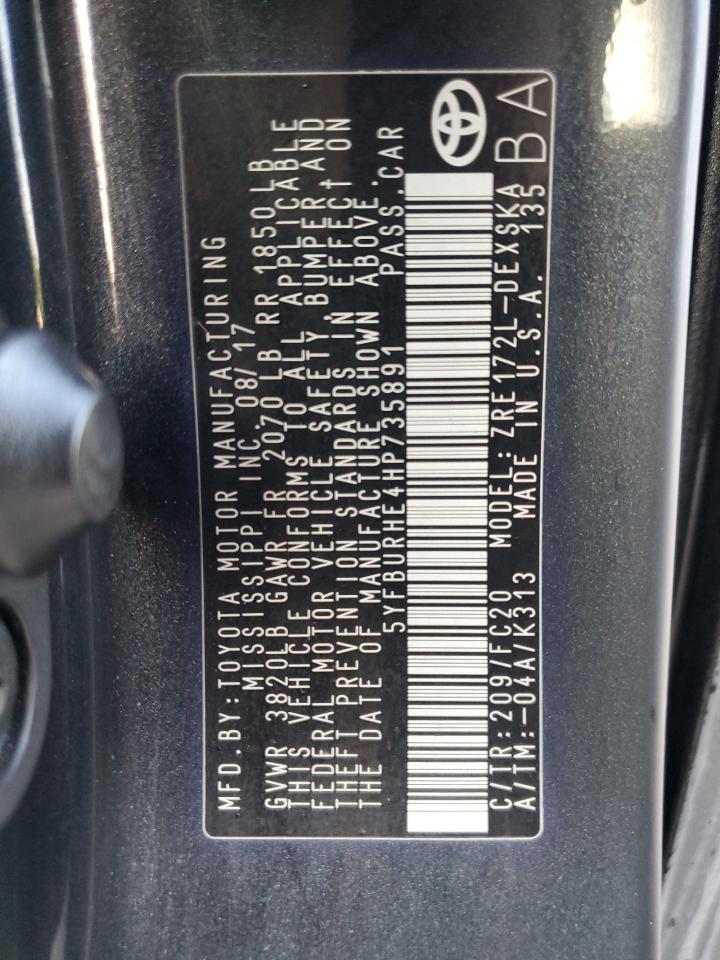 MFD.BY:TOYOTA MOTOR MANUFACTURING
MISSISSIPPI INC.08/17
GVWR 3820LB GAWR FR 2070 LB RR 1850LB
THIS VEHICLE CONFORMS TO ALL APPLICABLE
FEDERAL MOTOR VEHICLE SAFETY, BUMPER AND
THEFT PREVENTION STANDARDS IN EFFECT ON
THE DATE OF MANUFACTURE SHOWN ABOVE.
5YFBURHE4HP735891 PASS.CAR
C/TR:209/FC20 MODEL:ZRE172L-DEXSKA
A/TM:-04A/K313 MADE IN U.S.A. 135
BA